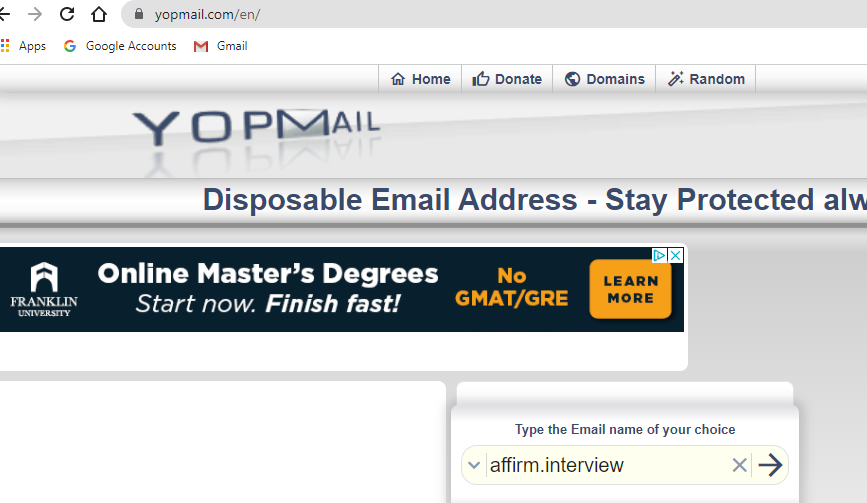 yopmail.com/en/
Apps Google Accounts Gmail
Home Donate Domains Random
YOPMAIL
Disposable Email Address - Stay Protected alw
FRANKLIN
UNIVERSITY
Online Master's Degrees
Start now. Finish fast!
No
GMAT/GRE
LEARN
MORE
Type the Email name of your choice
affirm.interview